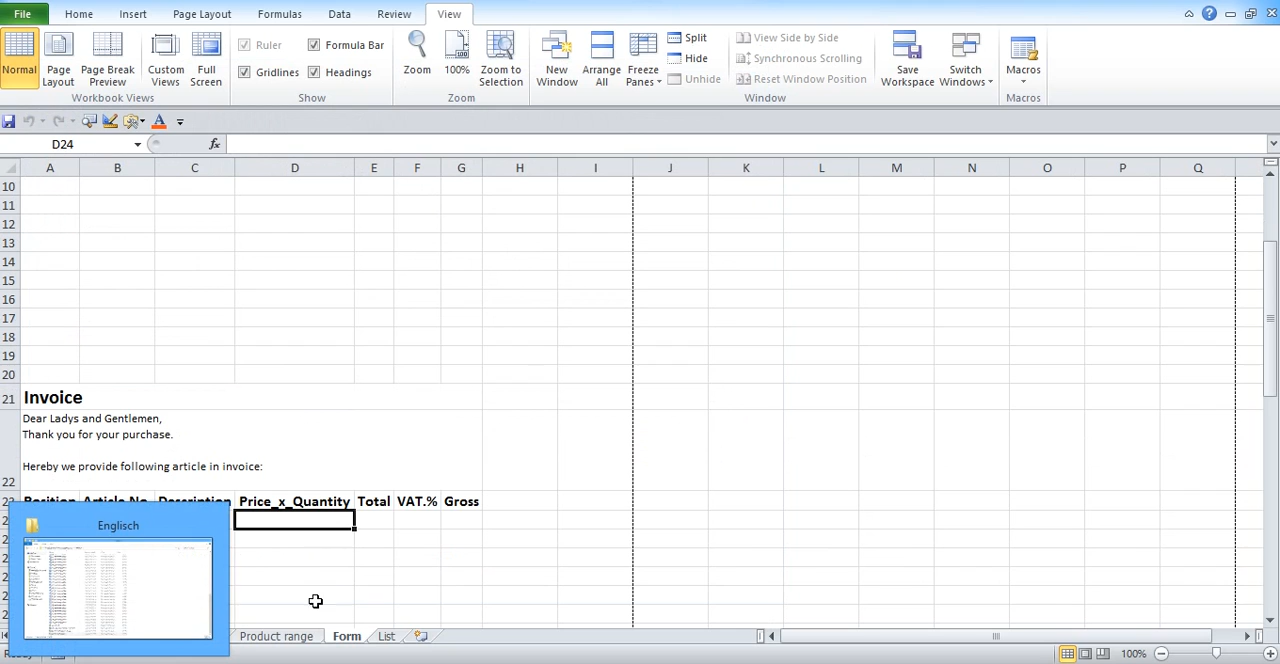 File Home Insert Page Layout Formulas Data Review View
Normal Page Layout Page Break Preview Custom Views Full Screen
Workbook Views
Ruler Formula Bar
Gridlines Headings
Show
Zoom 100% Zoom to Selection
Zoom
New Window Arrange All Freeze Panes
Split
Hide
Unhide
View Side by Side
Synchronous Scrolling
Reset Window Position
Window
Save Workspace Switch Windows
Macros
Macros
D24 fx
A B C D E F G H I J K L M N O P Q
10
11
12
13
14
15
16
17
18
19
20
21 Invoice
Dear Ladys and Gentlemen,
Thank you for your purchase.
Hereby we provide following article in invoice:
22
Position Article No Description Price_x_Quantity Total VAT.% Gross
Englisch
Product range Form List
100%